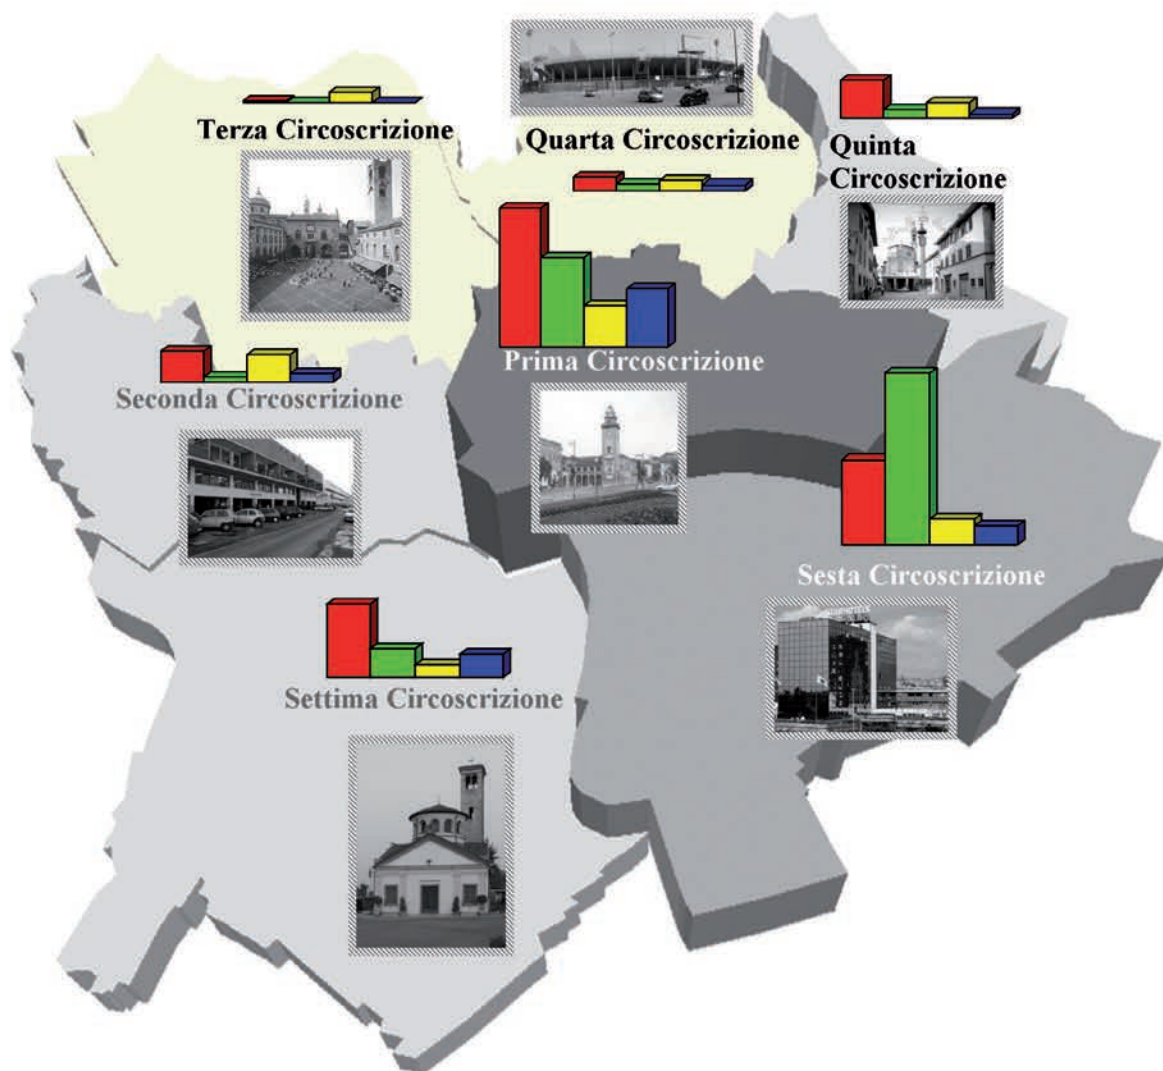 Terza Circoscrizione
Quarta Circoscrizione
Quinta
Circoscrizione
Prima Circoscrizione
Seconda Circoscrizione
Sesta Circoscrizione
Settima Circoscrizione